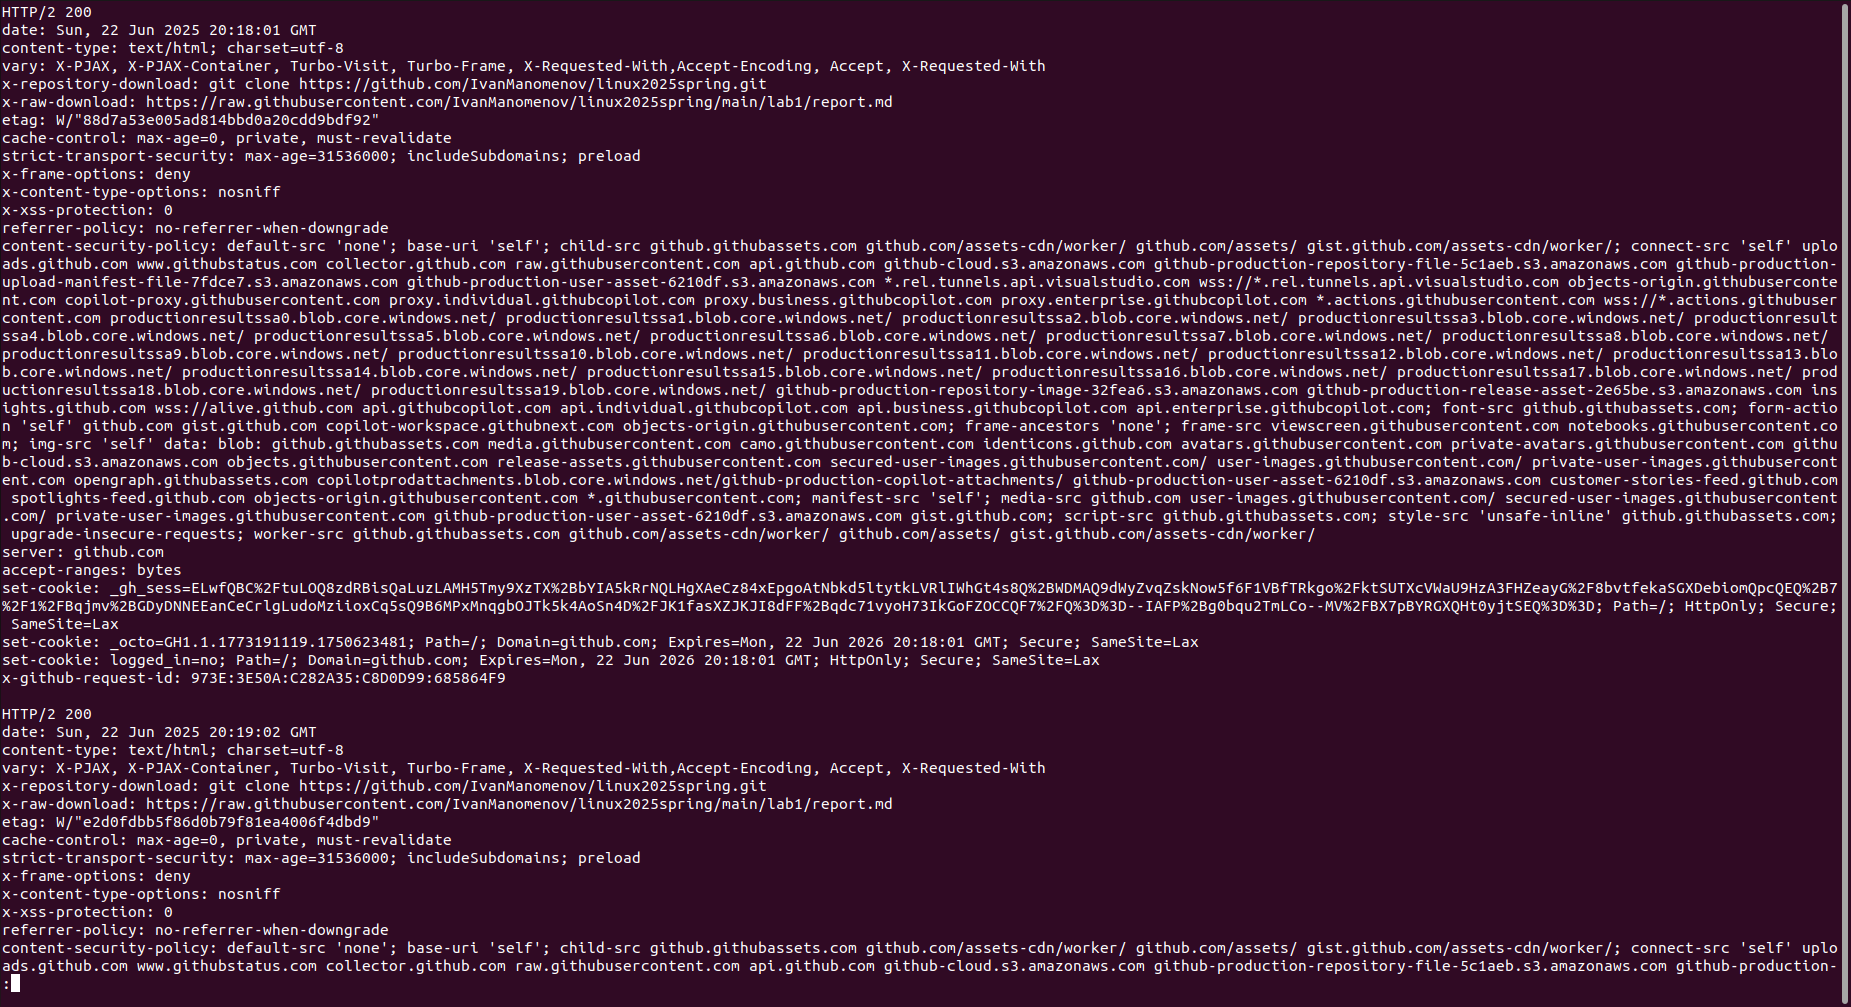 HTTP/2 200
date: Sun, 22 Jun 2025 20:18:01 GMT
content-type: text/html; charset=utf-8
vary: X-PJAX, X-PJAX-Container, Turbo-Visit, Turbo-Frame, X-Requested-With,Accept-Encoding, Accept, X-Requested-With
x-repository-download: git clone https://github.com/IvanManomenov/linux2025spring.git
x-raw-download: https://raw.githubusercontent.com/IvanManomenov/linux2025spring/main/lab1/report.md
etag: W/"88d7a53e005ad814bbd0a20cdd9bdf92"
cache-control: max-age=0, private, must-revalidate
strict-transport-security: max-age=31536000; includeSubdomains; preload
x-frame-options: deny
x-content-type-options: nosniff
x-xss-protection: 0
referrer-policy: no-referrer-when-downgrade
content-security-policy: default-src 'none'; base-uri 'self'; child-src github.githubassets.com github.com/assets-cdn/worker/ github.com/assets/ gist.github.com/assets-cdn/worker/; connect-src 'self' uplo
ads.github.com www.githubstatus.com collector.github.com raw.githubusercontent.com api.github.com github-cloud.s3.amazonaws.com github-production-repository-file-5c1aeb.s3.amazonaws.com github-production-
upload-manifest-file-7fdce7.s3.amazonaws.com github-production-user-asset-6210df.s3.amazonaws.com *.rel.tunnels.api.visualstudio.com wss://*.rel.tunnels.api.visualstudio.com objects-origin.githubuserconte
nt.com copilot-proxy.githubusercontent.com proxy.individual.githubcopilot.com proxy.business.githubcopilot.com proxy.enterprise.githubcopilot.com *.actions.githubusercontent.com wss://*.actions.githubuser
content.com productionresultssa0.blob.core.windows.net/ productionresultssa1.blob.core.windows.net/ productionresultssa2.blob.core.windows.net/ productionresultssa3.blob.core.windows.net/ productionresult
ssa4.blob.core.windows.net/ productionresultssa5.blob.core.windows.net/ productionresultssa6.blob.core.windows.net/ productionresultssa7.blob.core.windows.net/ productionresultssa8.blob.core.windows.net/
productionresultssa9.blob.core.windows.net/ productionresultssa10.blob.core.windows.net/ productionresultssa11.blob.core.windows.net/ productionresultssa12.blob.core.windows.net/ productionresultssa13.blo
b.core.windows.net/ productionresultssa14.blob.core.windows.net/ productionresultssa15.blob.core.windows.net/ productionresultssa16.blob.core.windows.net/ productionresultssa17.blob.core.windows.net/ prod
uctionresultssa18.blob.core.windows.net/ productionresultssa19.blob.core.windows.net/ github-production-repository-image-32fea6.s3.amazonaws.com github-production-release-asset-2e65be.s3.amazonaws.com ins
ights.github.com wss://alive.github.com api.githubcopilot.com api.individual.githubcopilot.com api.business.githubcopilot.com api.enterprise.githubcopilot.com; font-src github.githubassets.com; form-actio
n 'self' github.com gist.github.com copilot-workspace.githubnext.com objects-origin.githubusercontent.com; frame-ancestors 'none'; frame-src viewscreen.githubusercontent.com notebooks.githubusercontent.co
m; img-src 'self' data: blob: github.githubassets.com media.githubusercontent.com camo.githubusercontent.com identicons.github.com avatars.githubusercontent.com private-avatars.githubusercontent.com githu
b-cloud.s3.amazonaws.com objects.githubusercontent.com release-assets.githubusercontent.com secured-user-images.githubusercontent.com/ user-images.githubusercontent.com/ private-user-images.githubusercont
ent.com opengraph.githubassets.com copilotprodattachments.blob.core.windows.net/github-production-copilot-attachments/ github-production-user-asset-6210df.s3.amazonaws.com customer-stories-feed.github.com
spotlights-feed.github.com objects-origin.githubusercontent.com *.githubusercontent.com; manifest-src 'self'; media-src github.com user-images.githubusercontent.com/ secured-user-images.githubusercontent
.com/ private-user-images.githubusercontent.com github-production-user-asset-6210df.s3.amazonaws.com gist.github.com; script-src github.githubassets.com; style-src 'unsafe-inline' github.githubassets.com;
upgrade-insecure-requests; worker-src github.githubassets.com github.com/assets-cdn/worker/ github.com/assets/ gist.github.com/assets-cdn/worker/
server: github.com
accept-ranges: bytes
set-cookie: _gh_sess=ELwfQBC%2FtuLOQ8zdRBisQaLuzLAMH5Tmy9XzTX%2BbYIA5kRrNQLHgXAeCz84xEpgoAtNbkd5ltytkLVRlIWhGt4s8Q%2BWDMAQ9dWyZvqZskNow5f6F1VBfTRkgo%2FktSUTXcVWaU9HzA3FHZeayG%2F8bvtfekaSGXDebiomQpcQEQ%2B7
%2F1%2FBqjmv%2BGDyDNNEEanCeCrlgLudoMziioxCq5sQ9B6MPxMnqgbOJTk5k4AoSn4D%2FJK1fasXZJKJI8dFF%2Bqdc71vyoH73IkGoFZOCCQF7%2FQ%3D%3D--IAFP%2Bg0bqu2TmLCo--MV%2FBX7pBYRGXQHt0yjtSEQ%3D%3D; Path=/; HttpOnly; Secure;
SameSite=Lax
set-cookie: _octo=GH1.1.1773191119.1750623481; Path=/; Domain=github.com; Expires=Mon, 22 Jun 2026 20:18:01 GMT; Secure; SameSite=Lax
set-cookie: logged_in=no; Path=/; Domain=github.com; Expires=Mon, 22 Jun 2026 20:18:01 GMT; HttpOnly; Secure; SameSite=Lax
x-github-request-id: 973E:3E50A:C282A35:C8D0D99:685864F9
HTTP/2 200
date: Sun, 22 Jun 2025 20:19:02 GMT
content-type: text/html; charset=utf-8
vary: X-PJAX, X-PJAX-Container, Turbo-Visit, Turbo-Frame, X-Requested-With,Accept-Encoding, Accept, X-Requested-With
x-repository-download: git clone https://github.com/IvanManomenov/linux2025spring.git
x-raw-download: https://raw.githubusercontent.com/IvanManomenov/linux2025spring/main/lab1/report.md
etag: W/"e2d0fdbb5f86d0b79f81ea4006f4dbd9"
cache-control: max-age=0, private, must-revalidate
strict-transport-security: max-age=31536000; includeSubdomains; preload
x-frame-options: deny
x-content-type-options: nosniff
x-xss-protection: 0
referrer-policy: no-referrer-when-downgrade
content-security-policy: default-src 'none'; base-uri 'self'; child-src github.githubassets.com github.com/assets-cdn/worker/ github.com/assets/ gist.github.com/assets-cdn/worker/; connect-src 'self' uplo
ads.github.com www.githubstatus.com collector.github.com raw.githubusercontent.com api.github.com github-cloud.s3.amazonaws.com github-production-repository-file-5c1aeb.s3.amazonaws.com github-production-
: